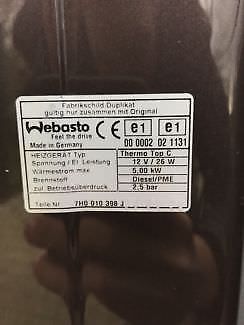 Fabrikschild Duplikat
gültig nur zusammen mit Original
Webasto CE e1 e1
Feel the drive
Made in Germany 00 0002 02 1131
HEIZGERÄT Typ Thermo Top C
Spannung / El. Leistung 12 V / 26 W
Wärmestrom max. 5,00 kW
Brennstoff Diesel/PME
zul. Betriebsüberdruck 2,5 bar
Teile Nr. 7H0 010 398 J